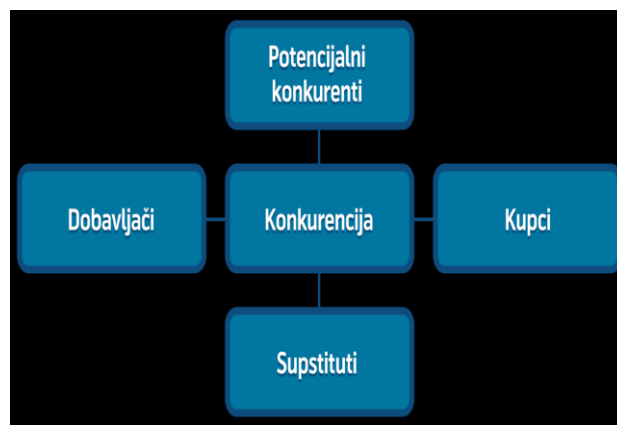 Potencijalni
konkurenti
Dobavljači
Konkurencija
Kupci
Supstituti